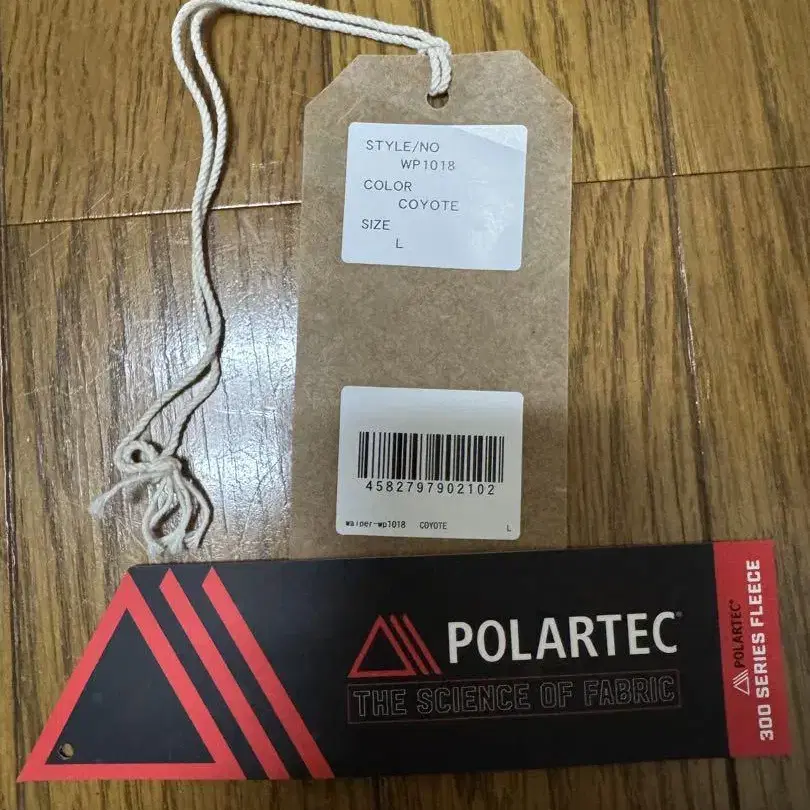 STYLE/NO
WP1018
COLOR
COYOTE
SIZE
L
4582797902102
waiper-wp1018 COYOTE L
POLARTEC®
THE SCIENCE OF FABRIC
POLARTEC®
300 SERIES FLEECE